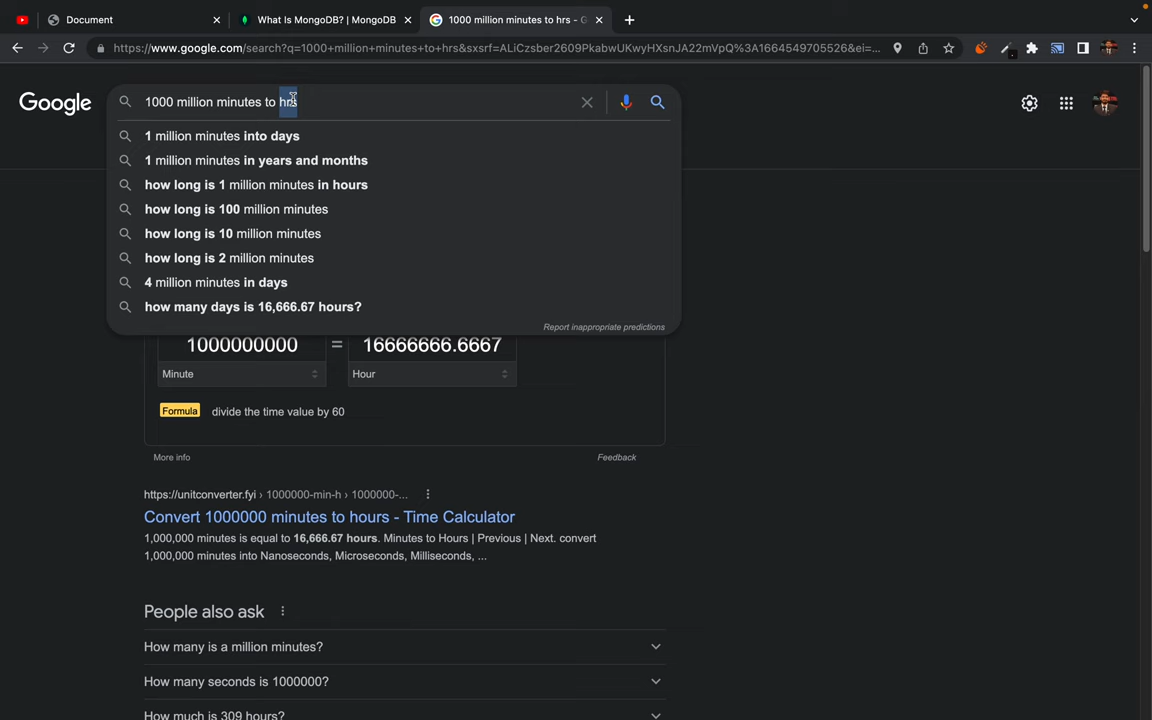 Document
What Is MongoDB? | MongoDB
1000 million minutes to hrs - G
https://www.google.com/search?q=1000+million+minutes+to+hrs&sxsrf=ALiCzsber2609PkabwUKwyHXsnJA22mVpQ%3A1664549705526&ei=...
Google
1000 million minutes to hrs
1 million minutes into days
1 million minutes in years and months
how long is 1 million minutes in hours
how long is 100 million minutes
how long is 10 million minutes
how long is 2 million minutes
4 million minutes in days
how many days is 16,666.67 hours?
Report inappropriate predictions
1000000000 = 16666666.6667
Minute Hour
Formula divide the time value by 60
More info Feedback
https://unitconverter.fyi › 1000000-min-h › 1000000-...
Convert 1000000 minutes to hours - Time Calculator
1,000,000 minutes is equal to 16,666.67 hours. Minutes to Hours | Previous | Next. convert
1,000,000 minutes into Nanoseconds, Microseconds, Milliseconds, ...
People also ask
How many is a million minutes?
How many seconds is 1000000?
How much is 309 hours?